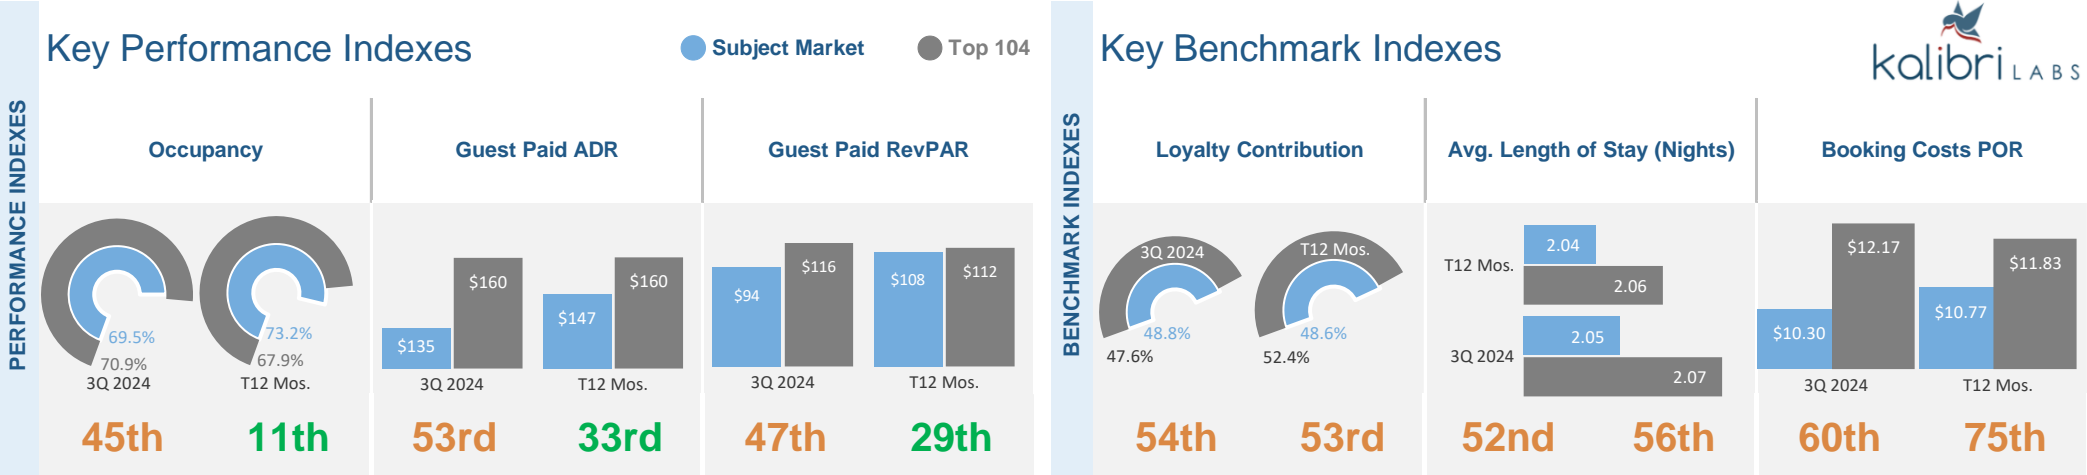 PERFORMANCE INDEXES
Key Performance Indexes
Subject Market
Top 104
Occupancy
Guest Paid ADR
Guest Paid RevPAR
69.5%
70.9%
3Q 2024
73.2%
67.9%
T12 Mos.
$135
$160
3Q 2024
$147
$160
T12 Mos.
$94
$116
3Q 2024
$108
$112
T12 Mos.
45th
11th
53rd
33rd
47th
29th
BENCHMARK INDEXES
Key Benchmark Indexes
kalibri LABS
Loyalty Contribution
Avg. Length of Stay (Nights)
Booking Costs POR
3Q 2024
48.8%
47.6%
T12 Mos.
48.6%
52.4%
T12 Mos.
2.04
2.06
3Q 2024
2.05
2.07
$10.30
$12.17
3Q 2024
$10.77
$11.83
T12 Mos.
54th
53rd
52nd
56th
60th
75th